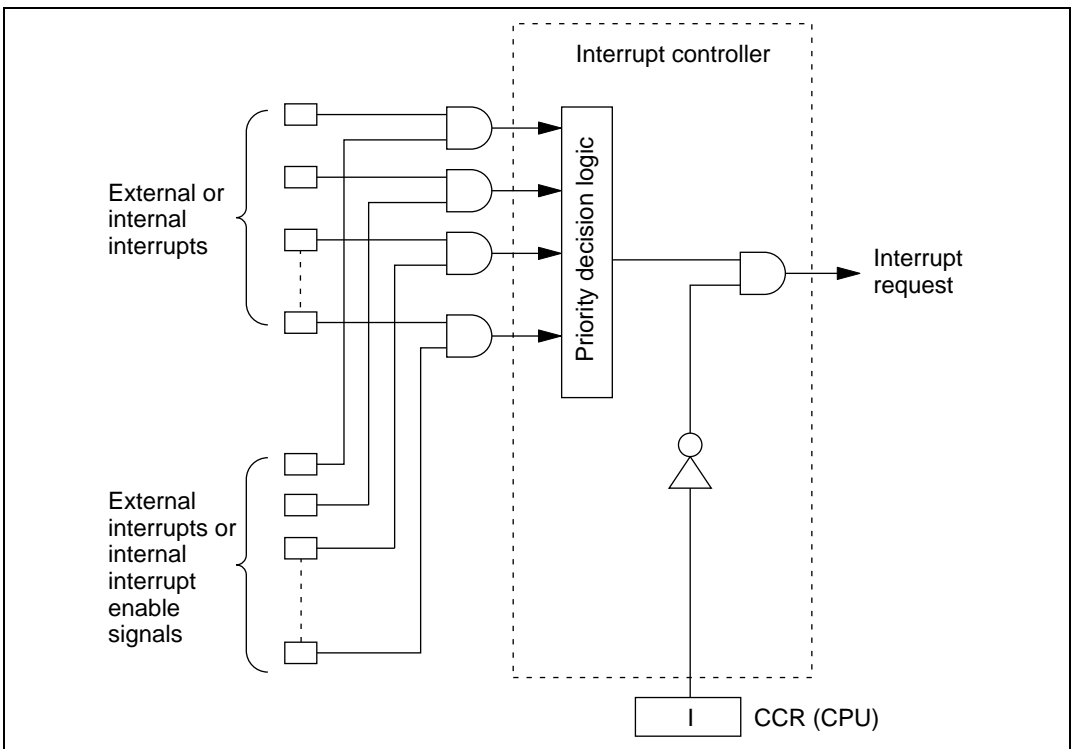 Interrupt controller
External or
internal
interrupts
Priority decision logic
Interrupt
request
External
interrupts or
internal
interrupt
enable
signals
I
CCR (CPU)